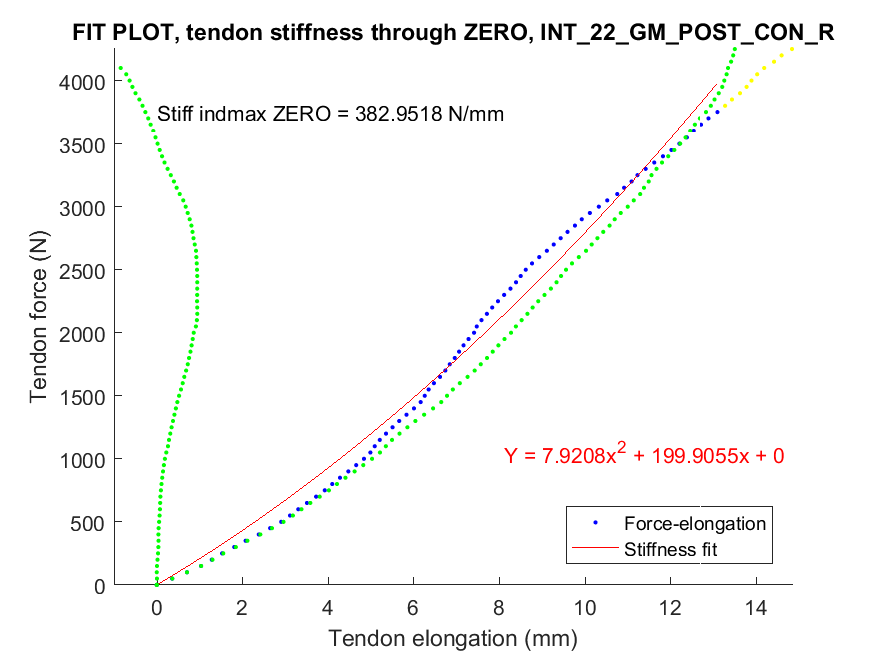 FIT PLOT, tendon stiffness through ZERO, INT_22_GM_POST_CON_R
Stiff indmax ZERO = 382.9518 N/mm
Y = 7.9208x² + 199.9055x + 0
Force-elongation
Stiffness fit
Tendon force (N)
4000
3500
3000
2500
2000
1500
1000
500
0
0 2 4 6 8 10 12 14
Tendon elongation (mm)